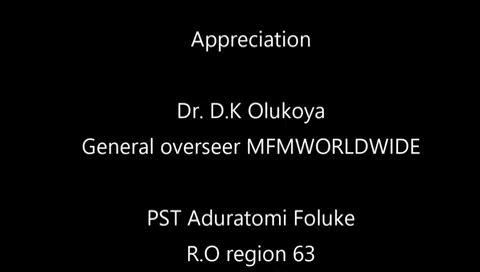 Appreciation
Dr. D.K Olukoya
General overseer MFMWORLDWIDE
PST Aduratomi Foluke
R.O region 63